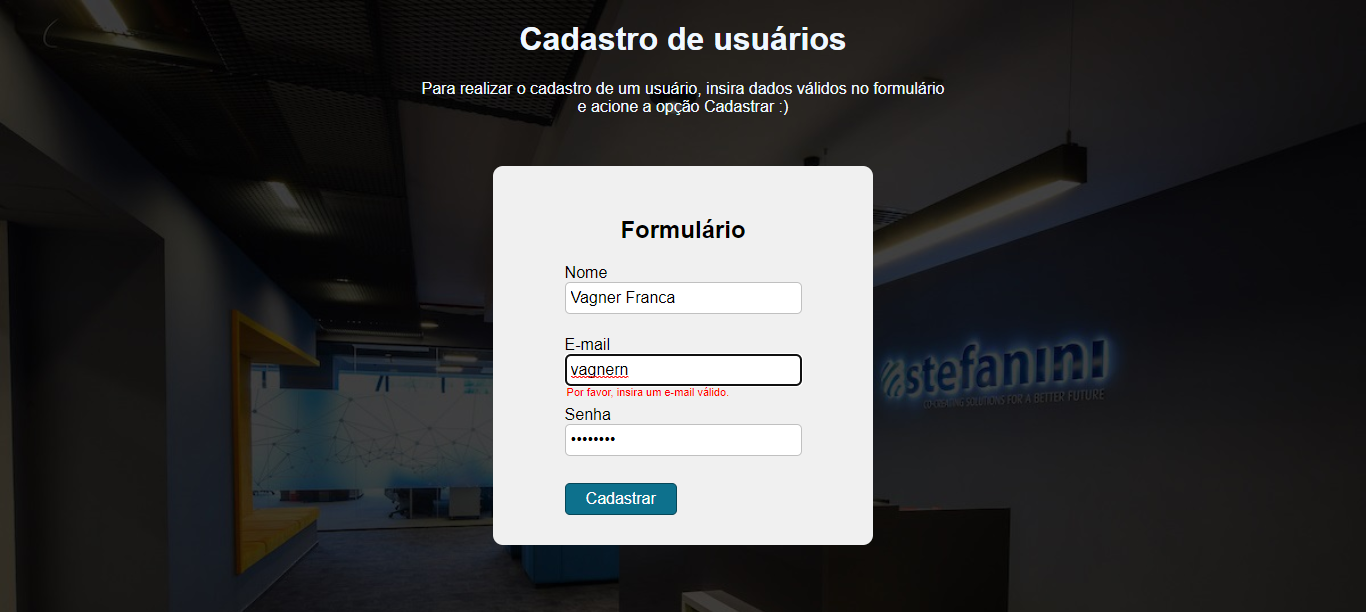 Cadastro de usuários
Para realizar o cadastro de um usuário, insira dados válidos no formulário
e acione a opção Cadastrar :)
Formulário
Nome
Vagner Franca
E-mail
vagnern
Por favor, insira um e-mail válido.
Senha
••••••••
Cadastrar
stefanini
CO-CREATING SOLUTIONS FOR A BETTER FUTURE